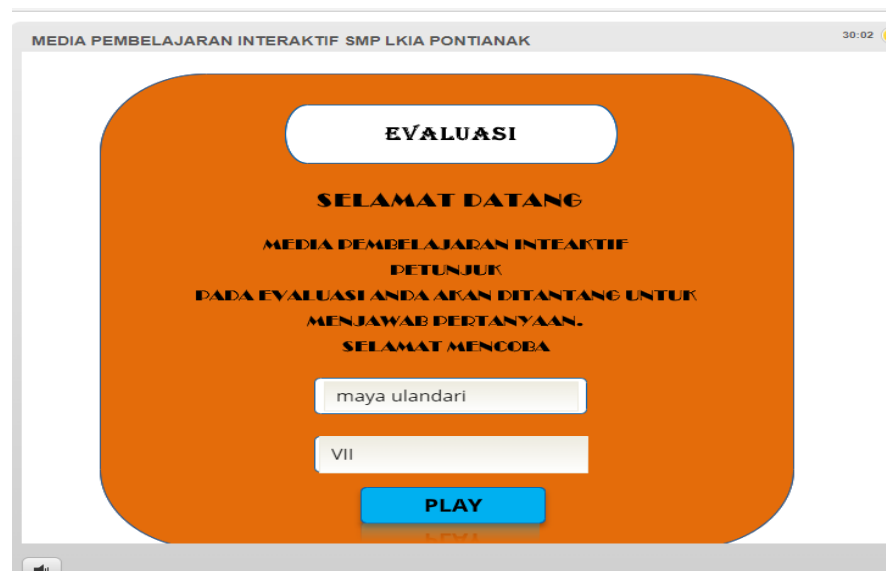 MEDIA PEMBELAJARAN INTERAKTIF SMP LKIA PONTIANAK
30:02
EVALUASI
SELAMAT DATANG
MEDIA PEMBELAJARAN INTEAKTIF
PETUNJUK
PADA EVALUASI ANDA AKAN DITANTANG UNTUK
MENJAWAB PERTANYAAN.
SELAMAT MENCOBA
maya ulandari
VII
PLAY